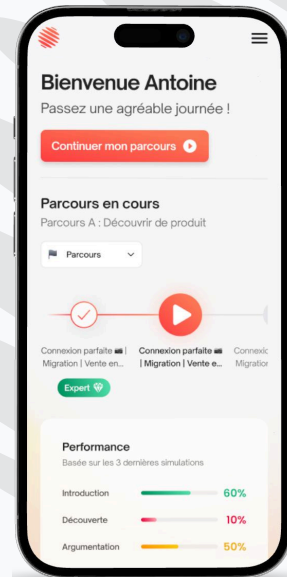 Bienvenue Antoine
Passez une agréable journée !
Continuer mon parcours
Parcours en cours
Parcours A : Découvrir de produit
Parcours
Connexion parfaite |
Migration | Vente en...
Connexion parfaite
| Migration | Vente e...
Connexio
Migration
Expert
Performance
Basée sur les 3 dernières simulations
Introduction 60%
Découverte 10%
Argumentation 50%